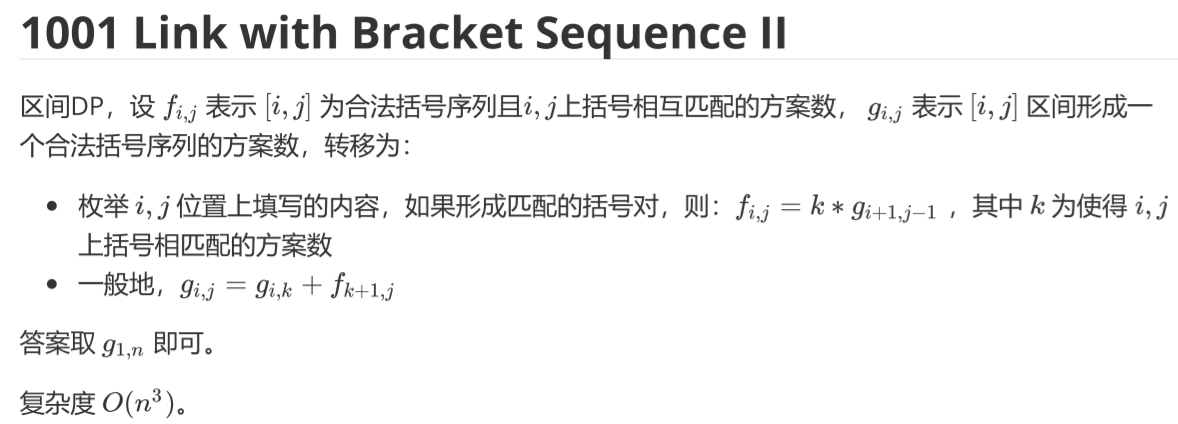 1001 Link with Bracket Sequence II
区间DP，设 f_{i,j} 表示 [i, j] 为合法括号序列且i, j上括号相互匹配的方案数， g_{i,j} 表示 [i, j] 区间形成一
个合法括号序列的方案数，转移为：
• 枚举 i, j 位置上填写的内容，如果形成匹配的括号对，则：f_{i,j} = k * g_{i+1,j−1} ，其中 k 为使得 i, j
上括号相匹配的方案数
• 一般地，g_{i,j} = g_{i,k} + f_{k+1,j}
答案取 g_{1,n} 即可。
复杂度 O(n^3)。